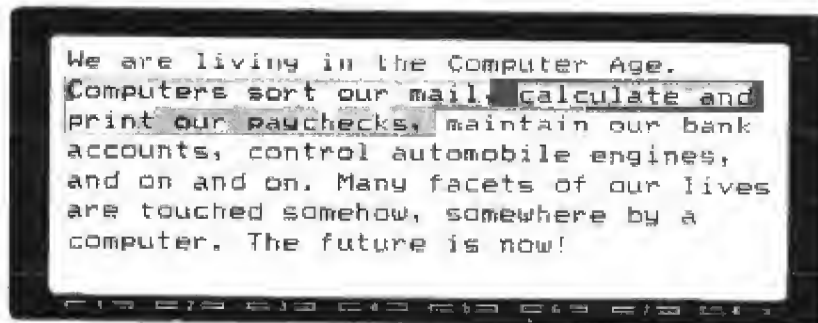 We are living in the Computer Age.
Computers sort our mail, calculate and
print our paychecks, maintain our bank
accounts, control automobile engines,
and on and on. Many facets of our lives
are touched somehow, somewhere by a
computer. The future is now!